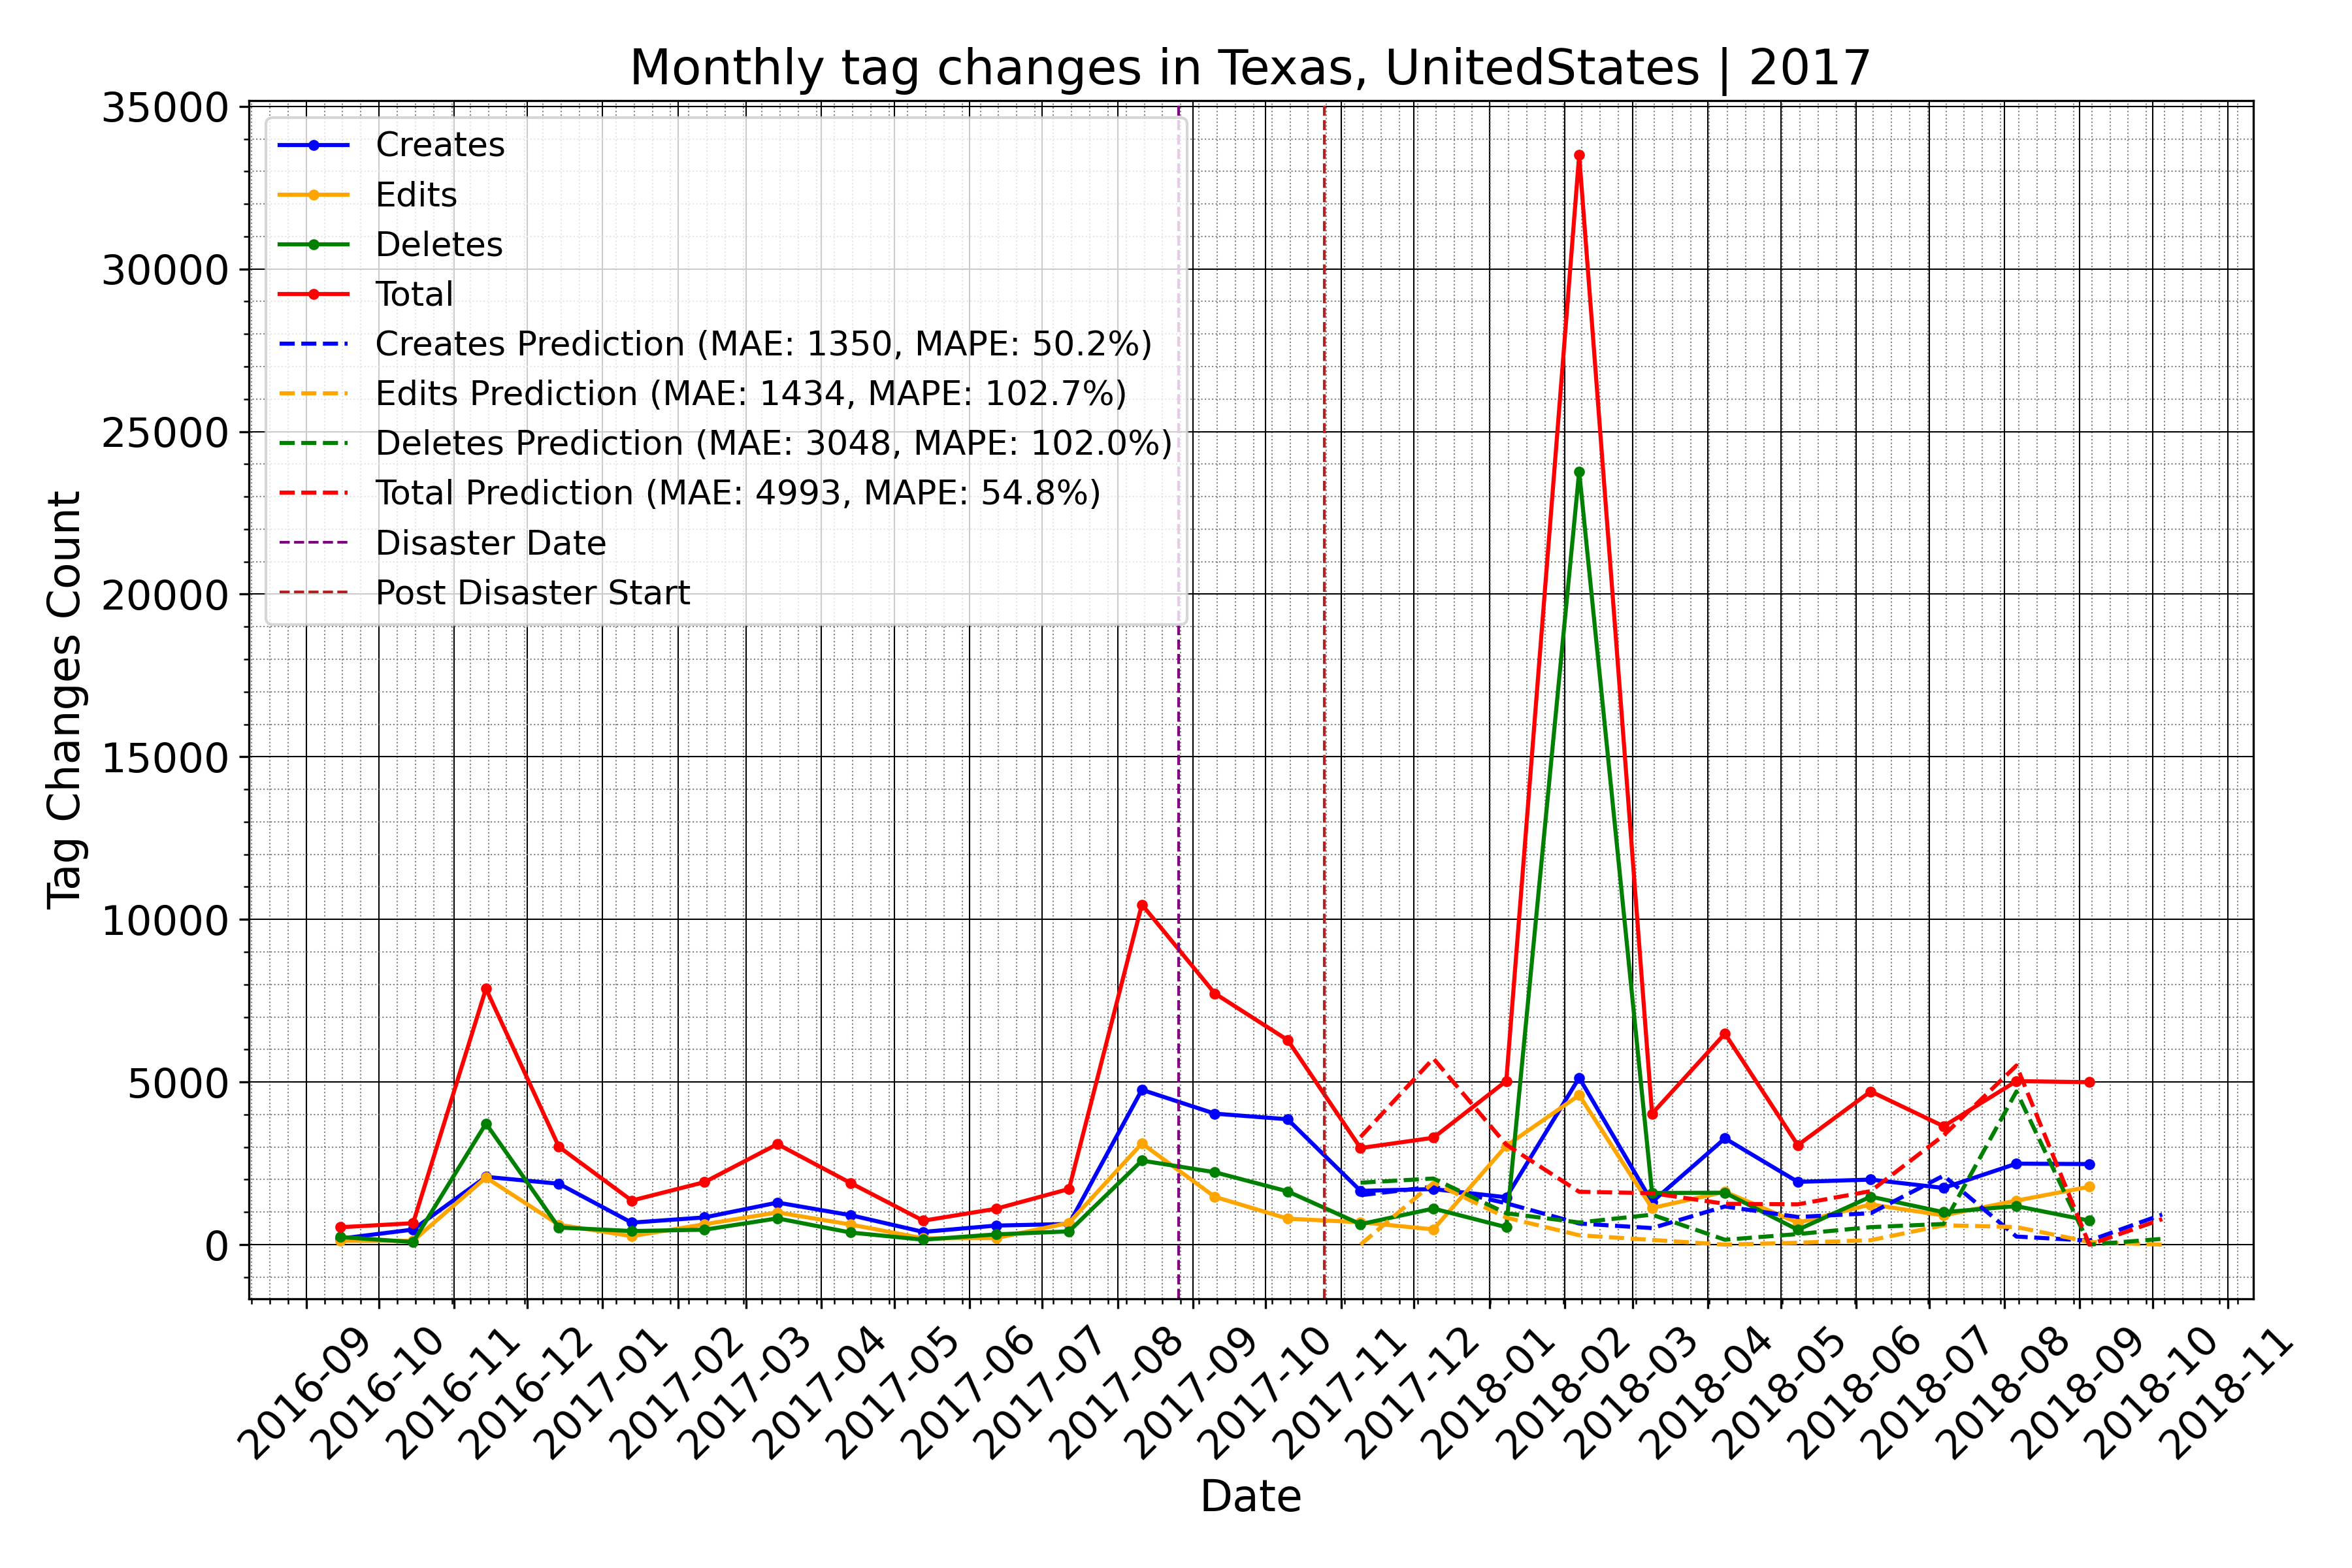 Monthly tag changes in Texas, UnitedStates | 2017
35000
30000
25000
20000
15000
10000
5000
0
Tag Changes Count
Creates
Edits
Deletes
Total
Creates Prediction (MAE: 1350, MAPE: 50.2%)
Edits Prediction (MAE: 1434, MAPE: 102.7%)
Deletes Prediction (MAE: 3048, MAPE: 102.0%)
Total Prediction (MAE: 4993, MAPE: 54.8%)
Disaster Date
Post Disaster Start
2016-09
2016-10
2016-11
2016-12
2017-01
2017-02
2017-03
2017-04
2017-05
2017-06
2017-07
2017-08
2017-09
2017-10
2017-11
2017-12
2018-01
2018-02
2018-03
2018-04
2018-05
2018-06
2018-07
2018-08
2018-09
2018-10
2018-11
Date